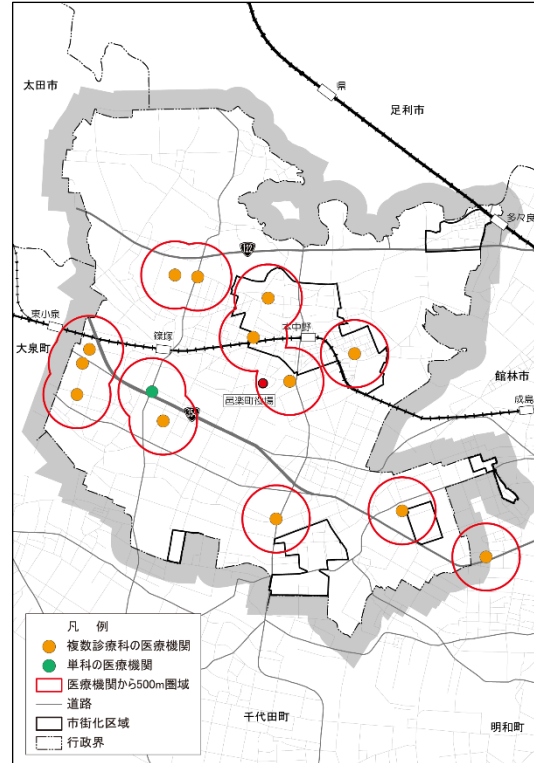 県
太田市
足利市
多々良
122
東小泉
篠塚
本中野
大泉町
館林市
成島
邑楽町役場
354
凡 例
複数診療科の医療機関
単科の医療機関
医療機関から500m圏域
道路
市街化区域
行政界
千代田町
明和町